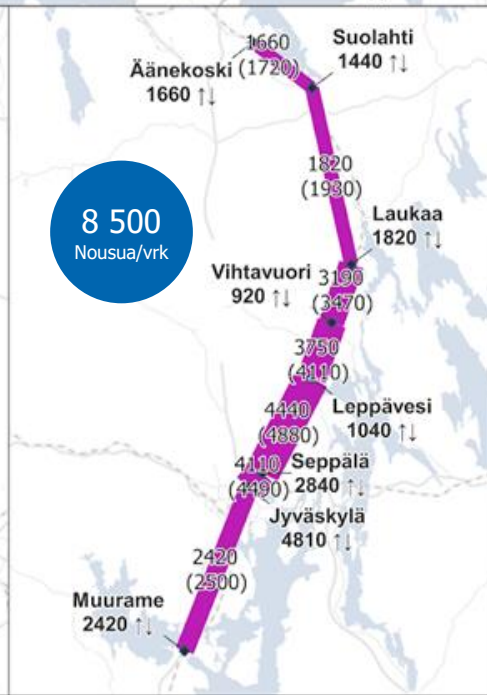 1660
(1720)
Suolahti
1440 ↑↓
Äänekoski
1660 ↑↓
1820
(1930)
8 500
Nousua/vrk
Laukaa
1820 ↑↓
Vihtavuori
920 ↑↓
3190
(3470)
3750
(4110)
Leppävesi
1040 ↑↓
4440
(4880)
Seppälä
2840 ↑↓
4110
(4490)
Jyväskylä
4810 ↑↓
2420
(2500)
Muurame
2420 ↑↓